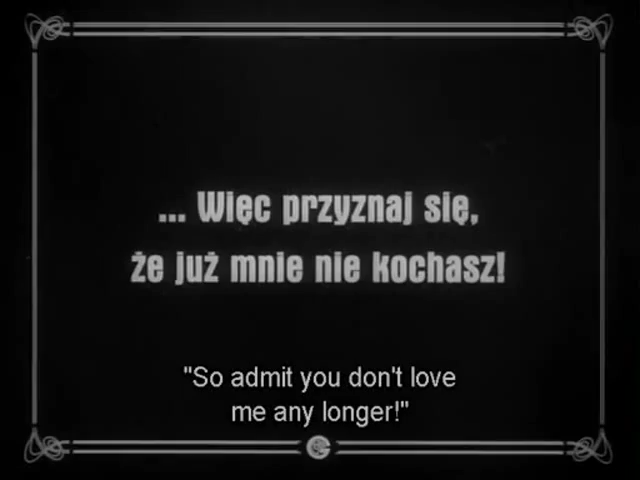 ... Więc przyznaj się,
że już mnie nie kochasz!
"So admit you don't love
me any longer!"